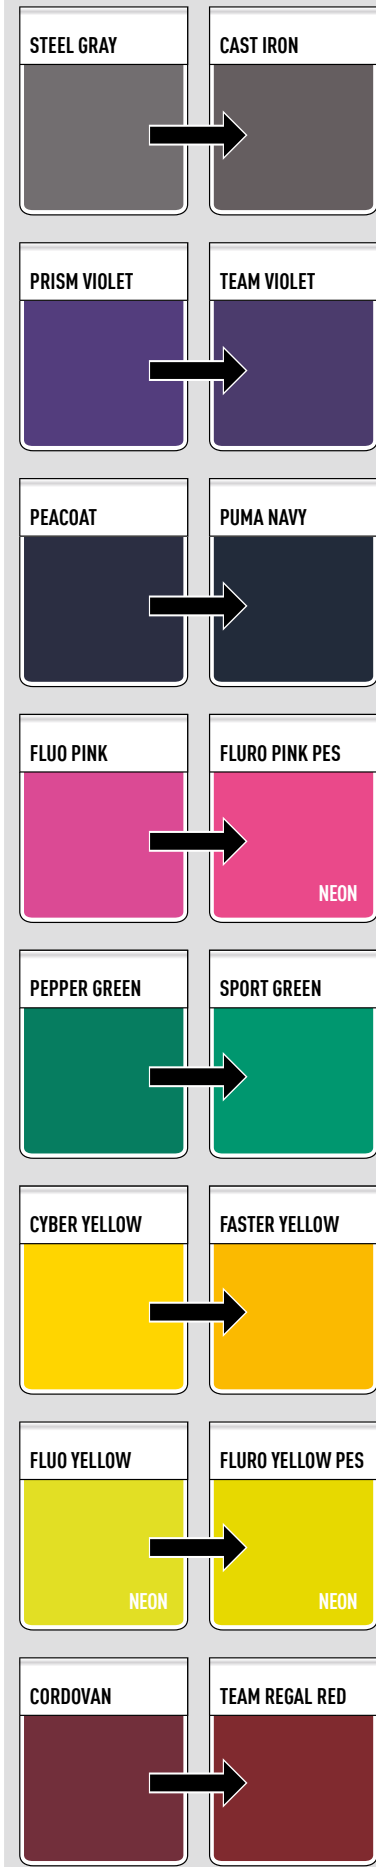 STEEL GRAY
CAST IRON
PRISM VIOLET
TEAM VIOLET
PEACOAT
PUMA NAVY
FLUO PINK
FLURO PINK PES
NEON
PEPPER GREEN
SPORT GREEN
CYBER YELLOW
FASTER YELLOW
FLUO YELLOW
FLURO YELLOW PES
NEON
NEON
CORDOVAN
TEAM REGAL RED